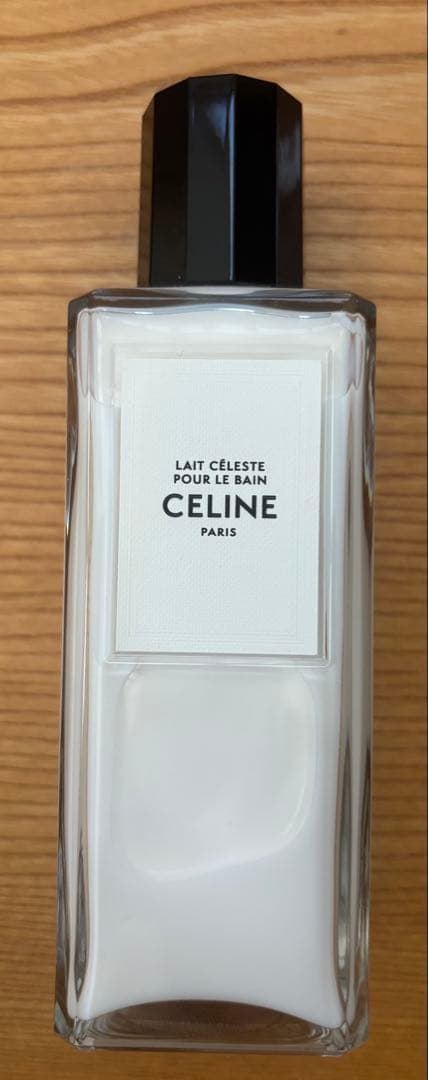 LAIT CÉLESTE
POUR LE BAIN
CELINE
PARIS